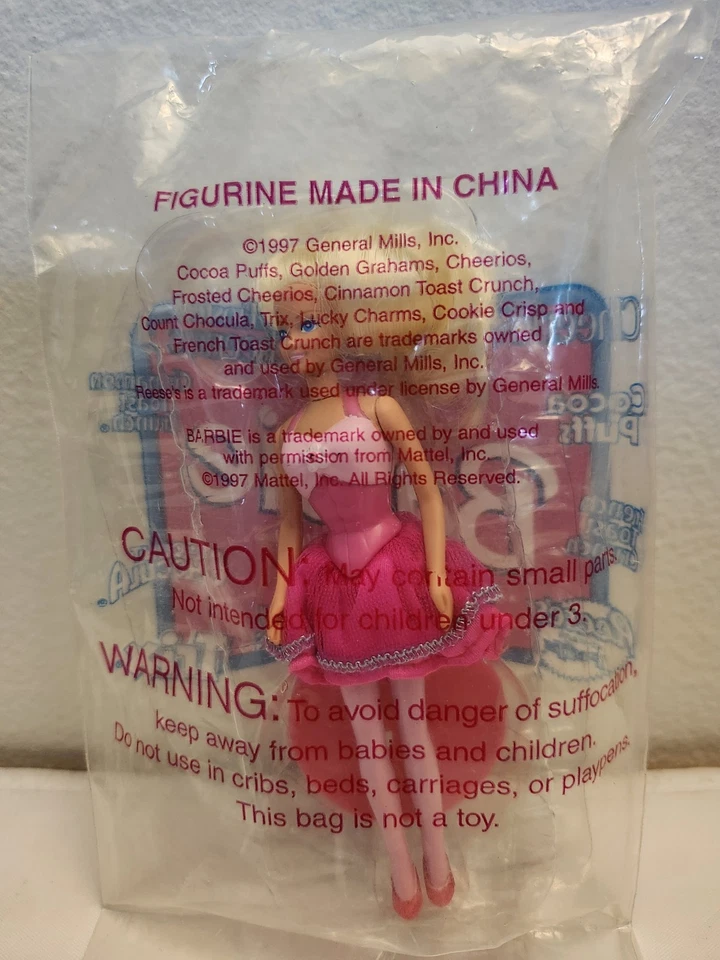 FIGURINE MADE IN CHINA
©1997 General Mills, Inc.
Cocoa Puffs, Golden Grahams, Cheerios,
Frosted Cheerios, Cinnamon Toast Crunch,
Count Chocula, Trix, Lucky Charms, Cookie Crisp and
French Toast Crunch are trademarks owned
and used by General Mills, Inc.
Reese's is a trademark used under license by General Mills.
BARBIE is a trademark owned by and used
with permission from Mattel, Inc.
©1997 Mattel, Inc. All Rights Reserved.
CAUTION: May contain small parts.
Not intended for children under 3.
WARNING: To avoid danger of suffocation,
keep away from babies and children.
Do not use in cribs, beds, carriages, or playpens.
This bag is not a toy.
Cocoa
Puffs